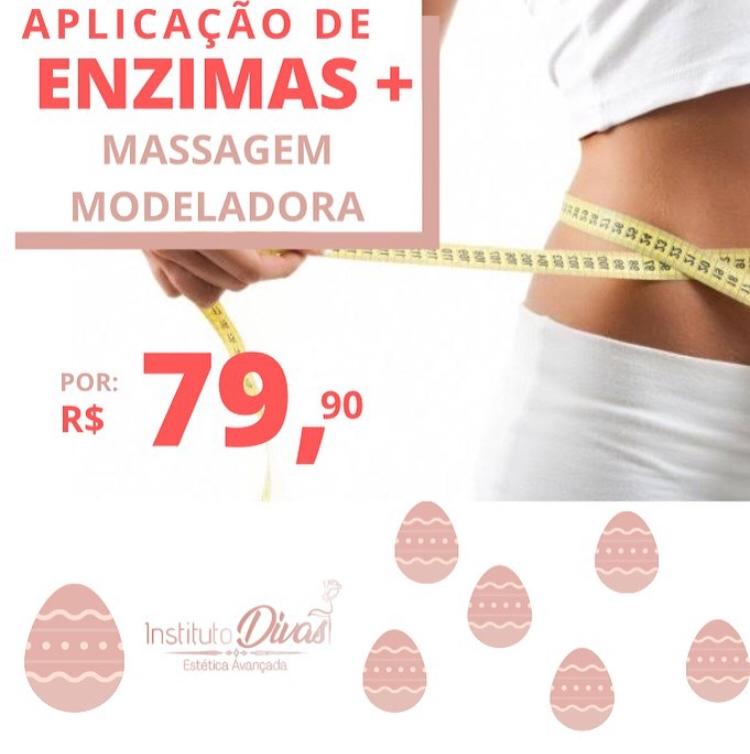 APLICAÇÃO DE
ENZIMAS +
MASSAGEM
MODELADORA
POR:
R$ 79,90
Instituto Divas
Estética Avançada